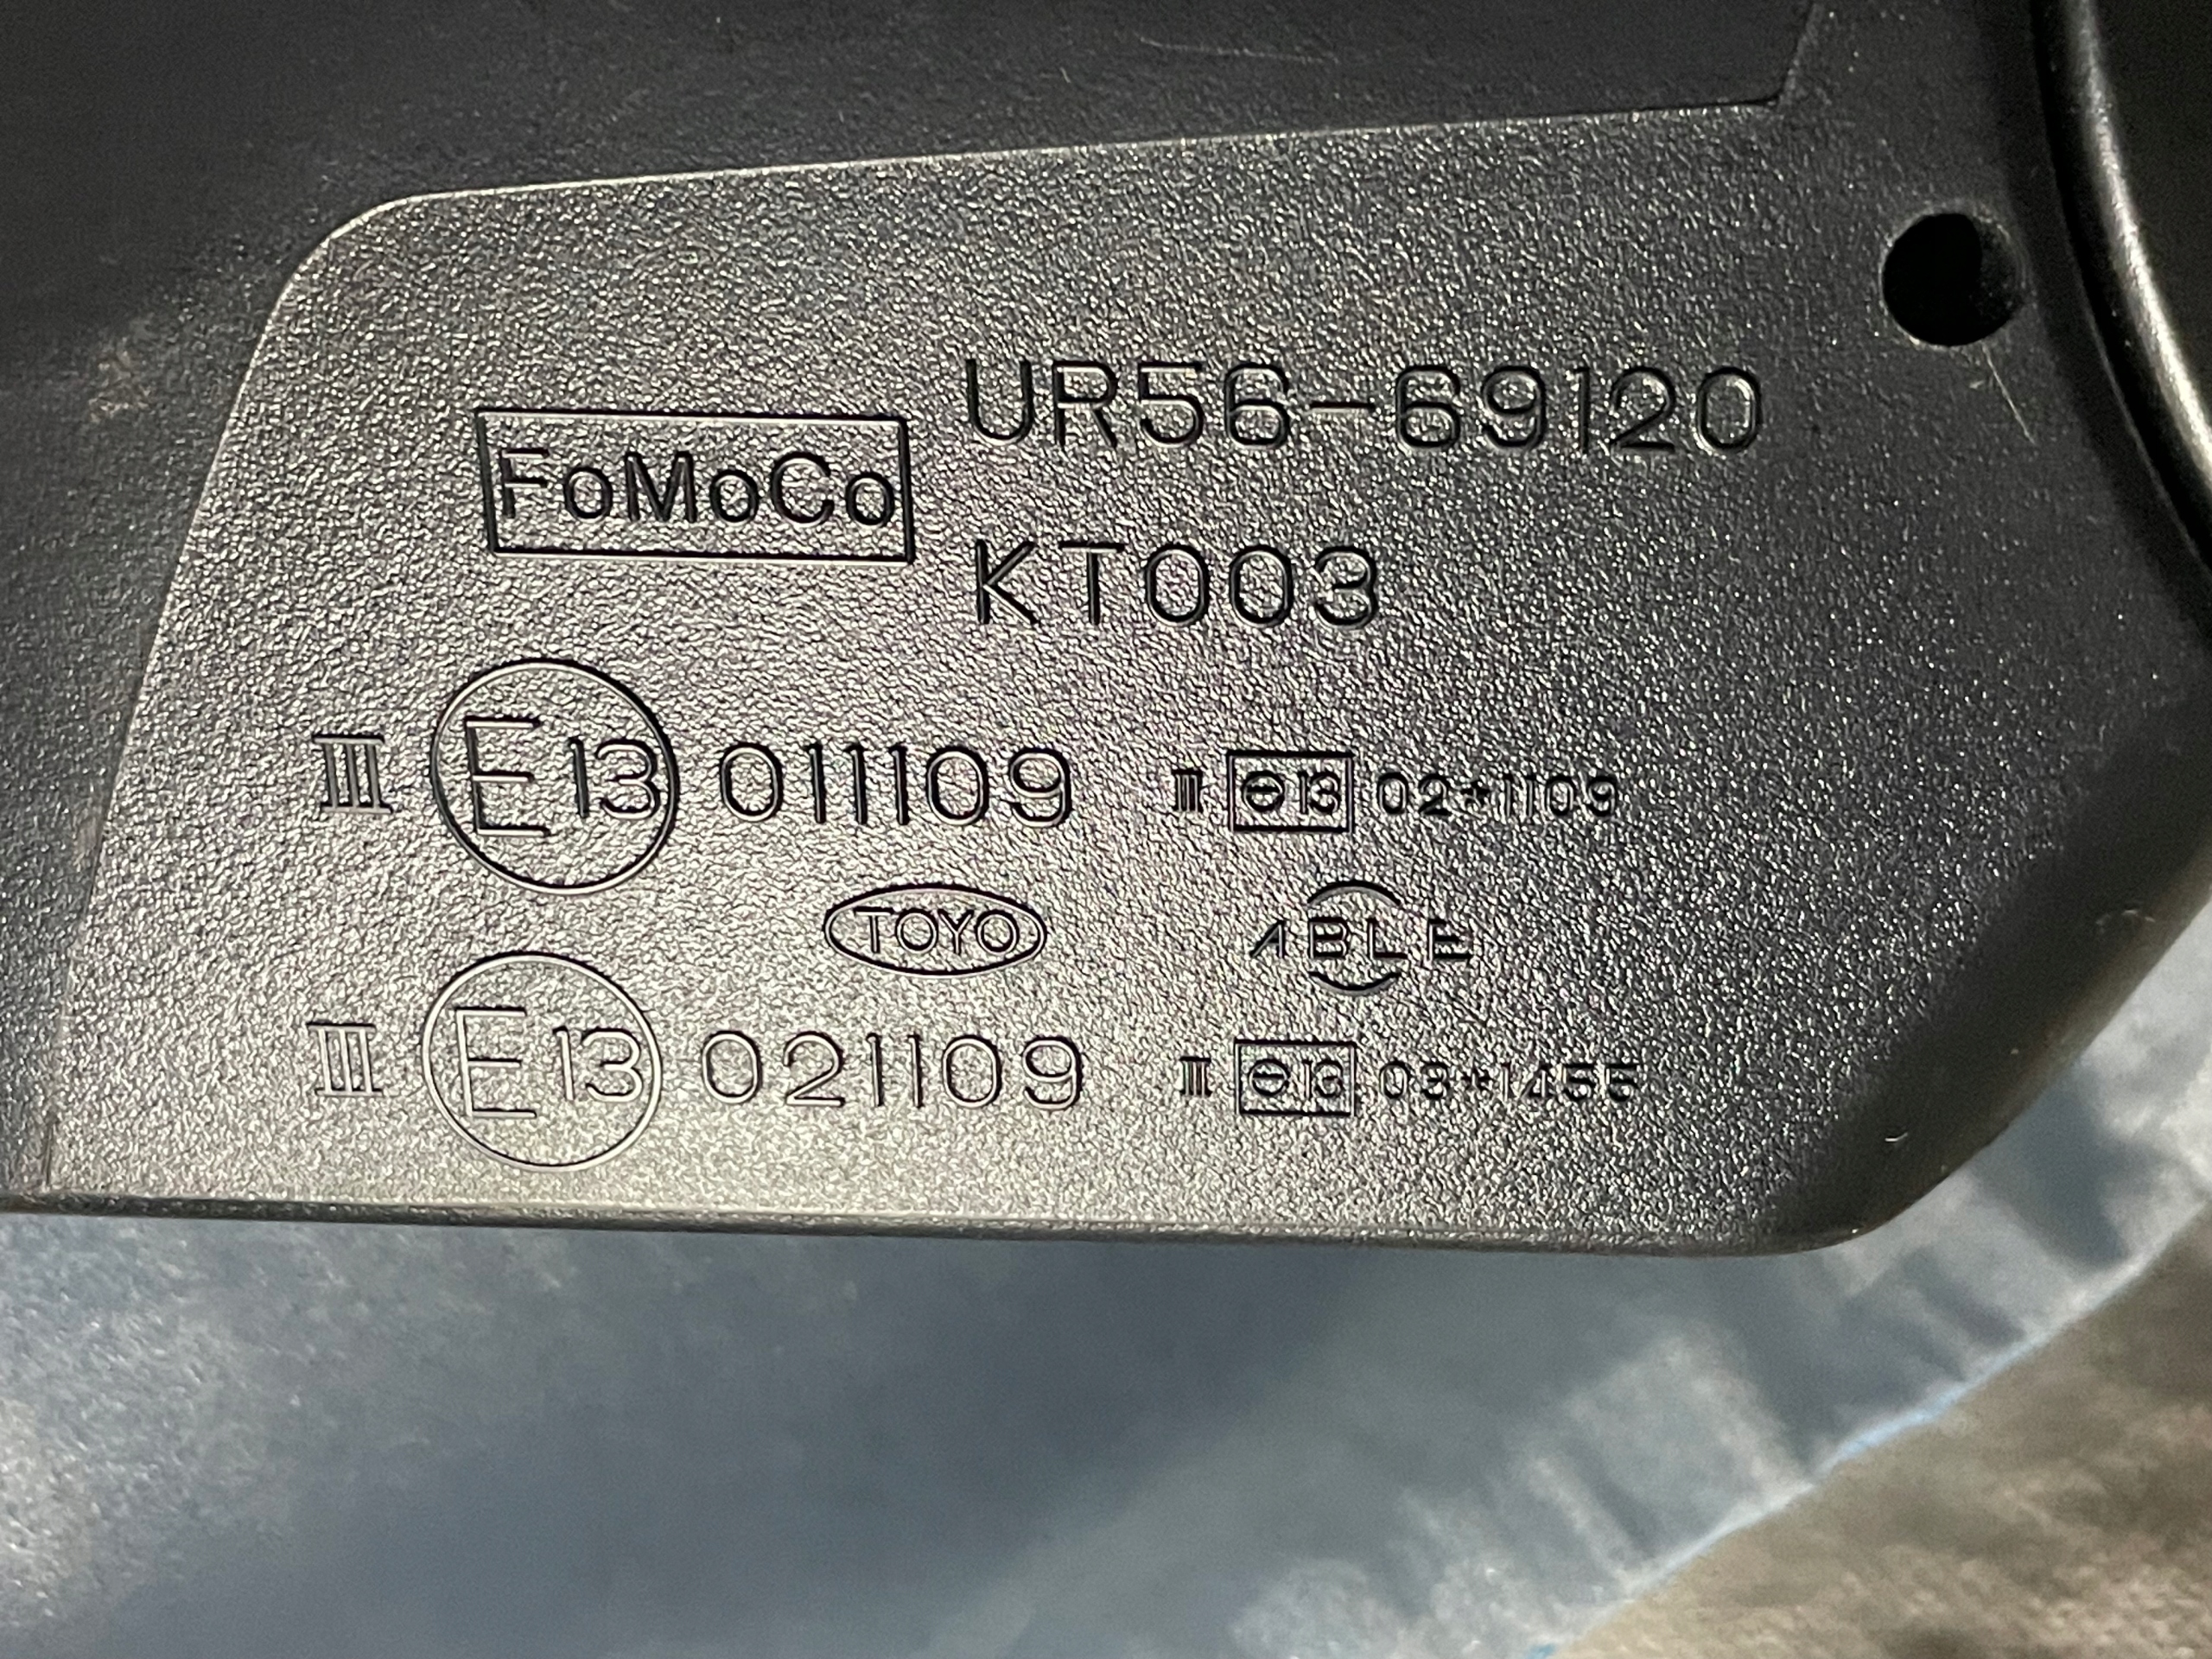 UR56-69120
FoMoCo
KT003
III E13 011109 III e13 02*1109
TOYO ABLE
III E13 021109 III e13 03*1455